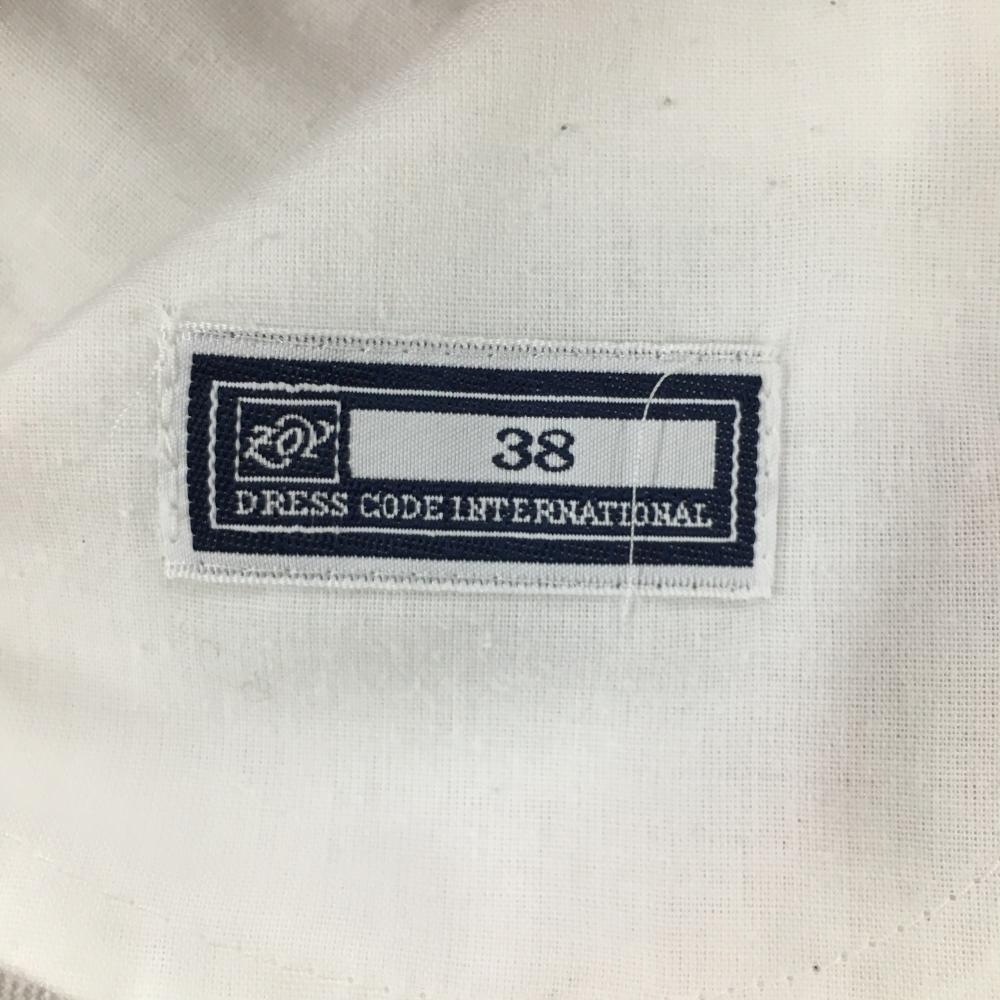 ZOY 38
DRESS CODE INTERNATIONAL